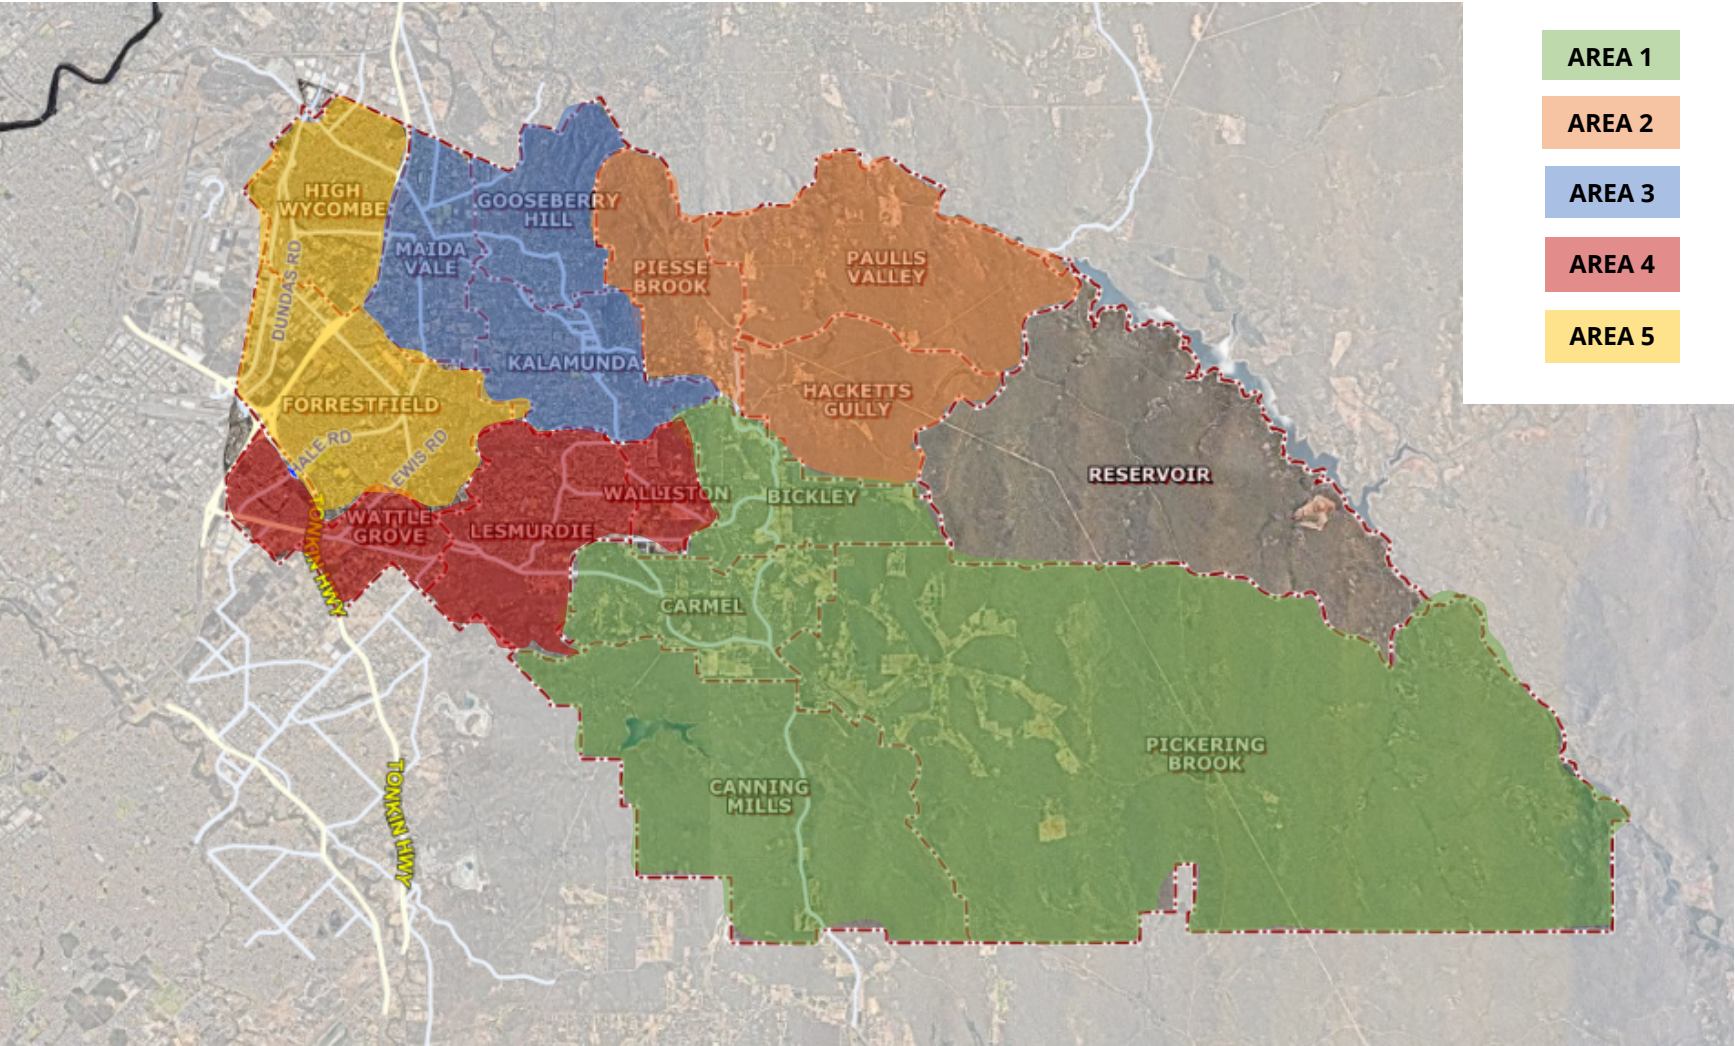 AREA 1
AREA 2
AREA 3
AREA 4
AREA 5
HIGH
WYCOMBE
GOOSEBERRY
HILL
MAIDA
VALE
PIESSE
BROOK
PAULLS
VALLEY
DUNDAS RD
KALAMUNDA
HACKETTS
GULLY
FORRESTFIELD
HALE RD
LEWIS RD
RESERVOIR
WALLISTON
BICKLEY
WATTLE
GROVE
LESMURDIE
TONKIN HWY
CARMEL
PICKERING
BROOK
CANNING
MILLS
TONKIN HWY